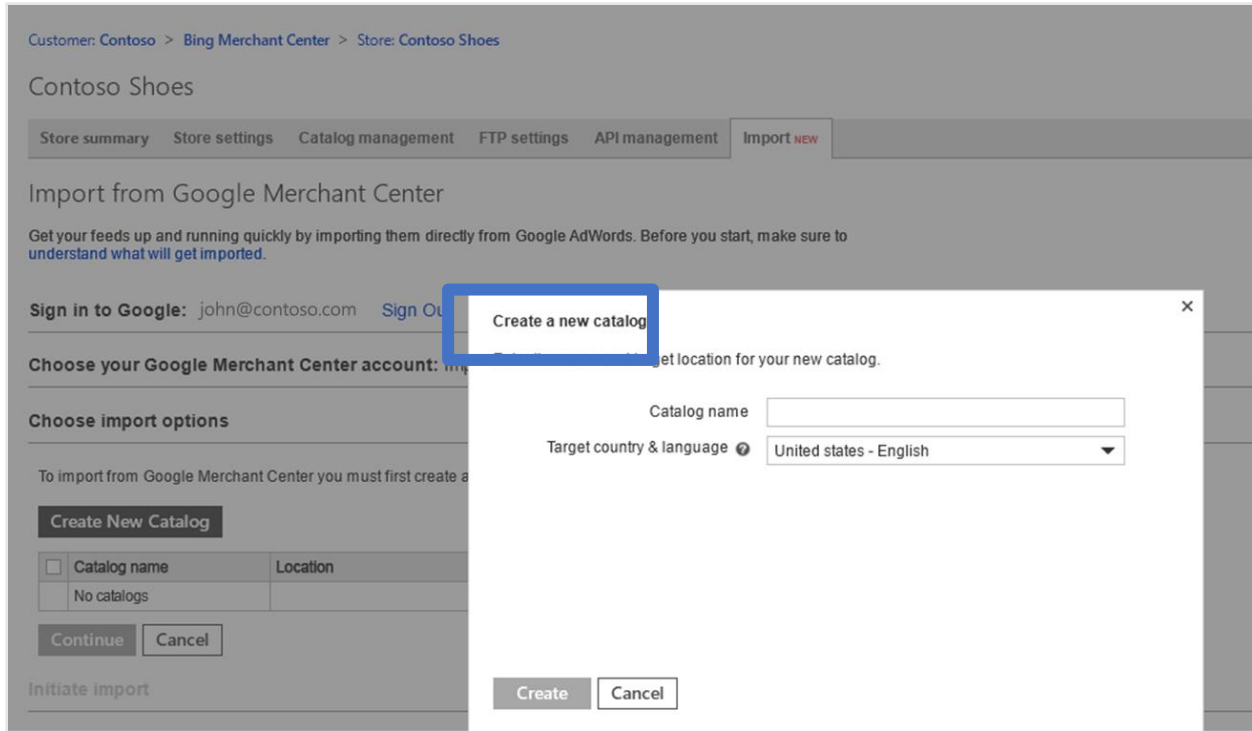 Customer: Contoso > Bing Merchant Center > Store: Contoso Shoes
Contoso Shoes
Store summary Store settings Catalog management FTP settings API management Import NEW
Import from Google Merchant Center
Get your feeds up and running quickly by importing them directly from Google AdWords. Before you start, make sure to
understand what will get imported.
Sign in to Google: john@contoso.com Sign
Choose your Google Merchant Center account:
Choose import options
To import from Google Merchant Center you must first create a
Create New Catalog
Catalog name Location
No catalogs
Continue Cancel
Initiate import
Create a new catalog
location for your new catalog.
Catalog name
Target country & language United states - English
Create Cancel